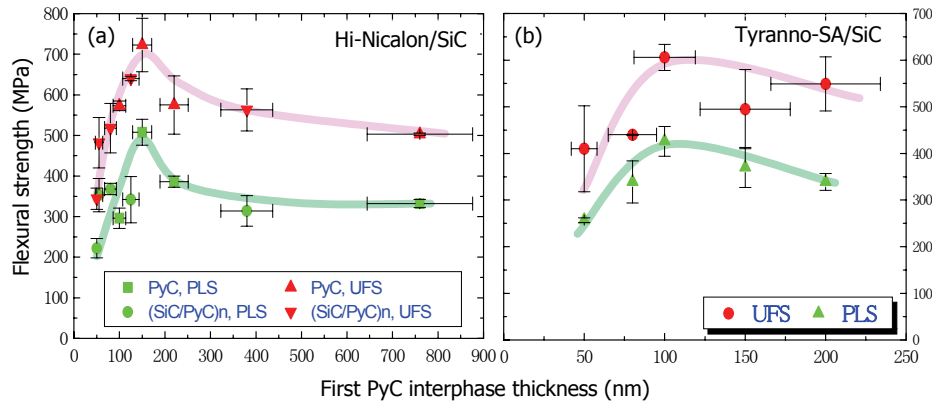 (a)
Hi-Nicalon/SiC
Flexural strength (MPa)
800
700
600
500
400
300
200
100
0
PyC, PLS
PyC, UFS
(SiC/PyC)n, PLS
(SiC/PyC)n, UFS
0 100 200 300 400 500 600 700 800 900
(b)
Tyranno-SA/SiC
700
600
500
400
300
200
100
0
UFS
PLS
0 50 100 150 200 250
First PyC interphase thickness (nm)